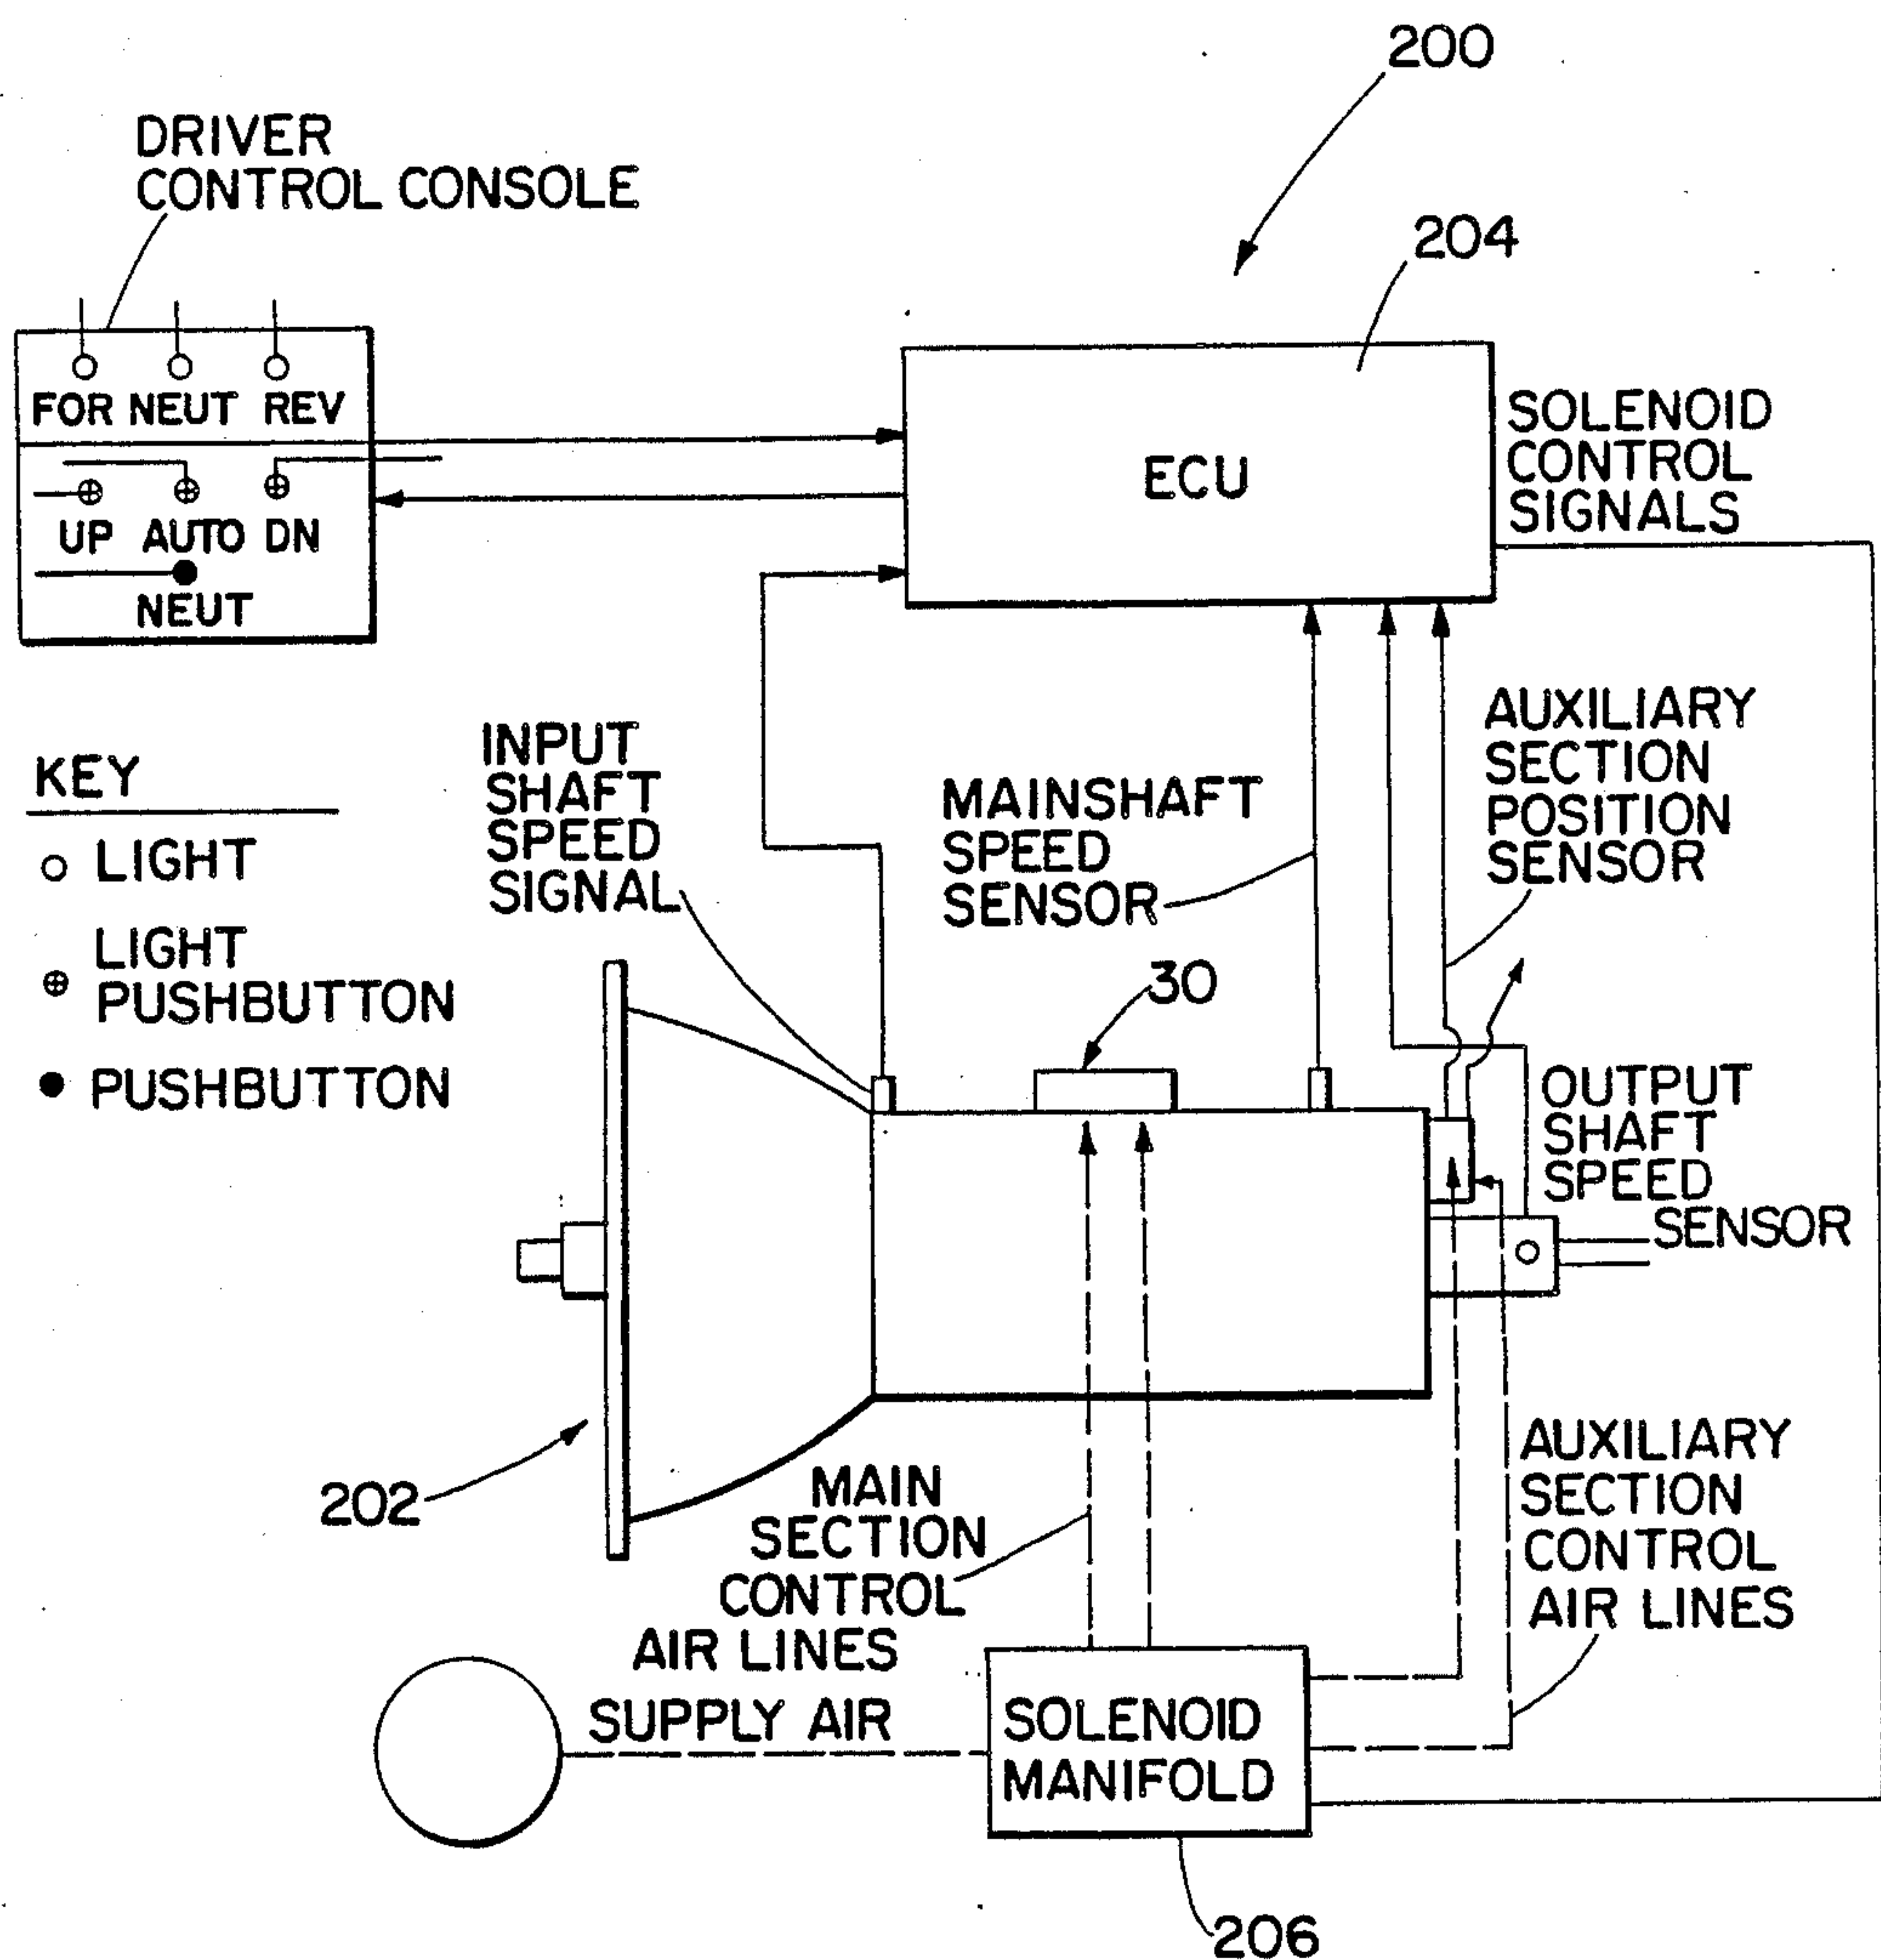 200
DRIVER
CONTROL CONSOLE
204
FOR NEUT REV
UP AUTO DN
NEUT
ECU
SOLENOID
CONTROL
SIGNALS
KEY
LIGHT
LIGHT
PUSHBUTTON
PUSHBUTTON
INPUT
SHAFT
SPEED
SIGNAL
MAINSHAFT
SPEED
SENSOR
AUXILIARY
SECTION
POSITION
SENSOR
30
OUTPUT
SHAFT
SPEED
SENSOR
202
MAIN
SECTION
CONTROL
AIR LINES
AUXILIARY
SECTION
CONTROL
AIR LINES
SUPPLY AIR
SOLENOID
MANIFOLD
206